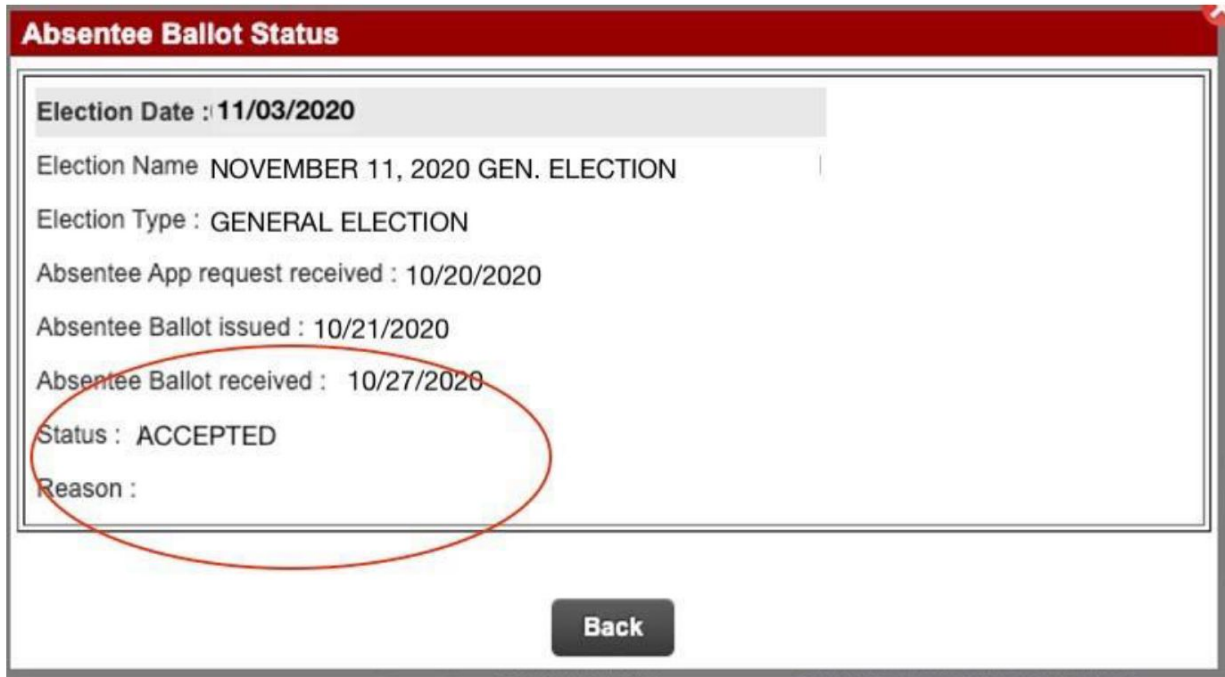 Absentee Ballot Status
Election Date : 11/03/2020
Election Name NOVEMBER 11, 2020 GEN. ELECTION
Election Type : GENERAL ELECTION
Absentee App request received : 10/20/2020
Absentee Ballot issued : 10/21/2020
Absentee Ballot received : 10/27/2020
Status : ACCEPTED
Reason :
Back